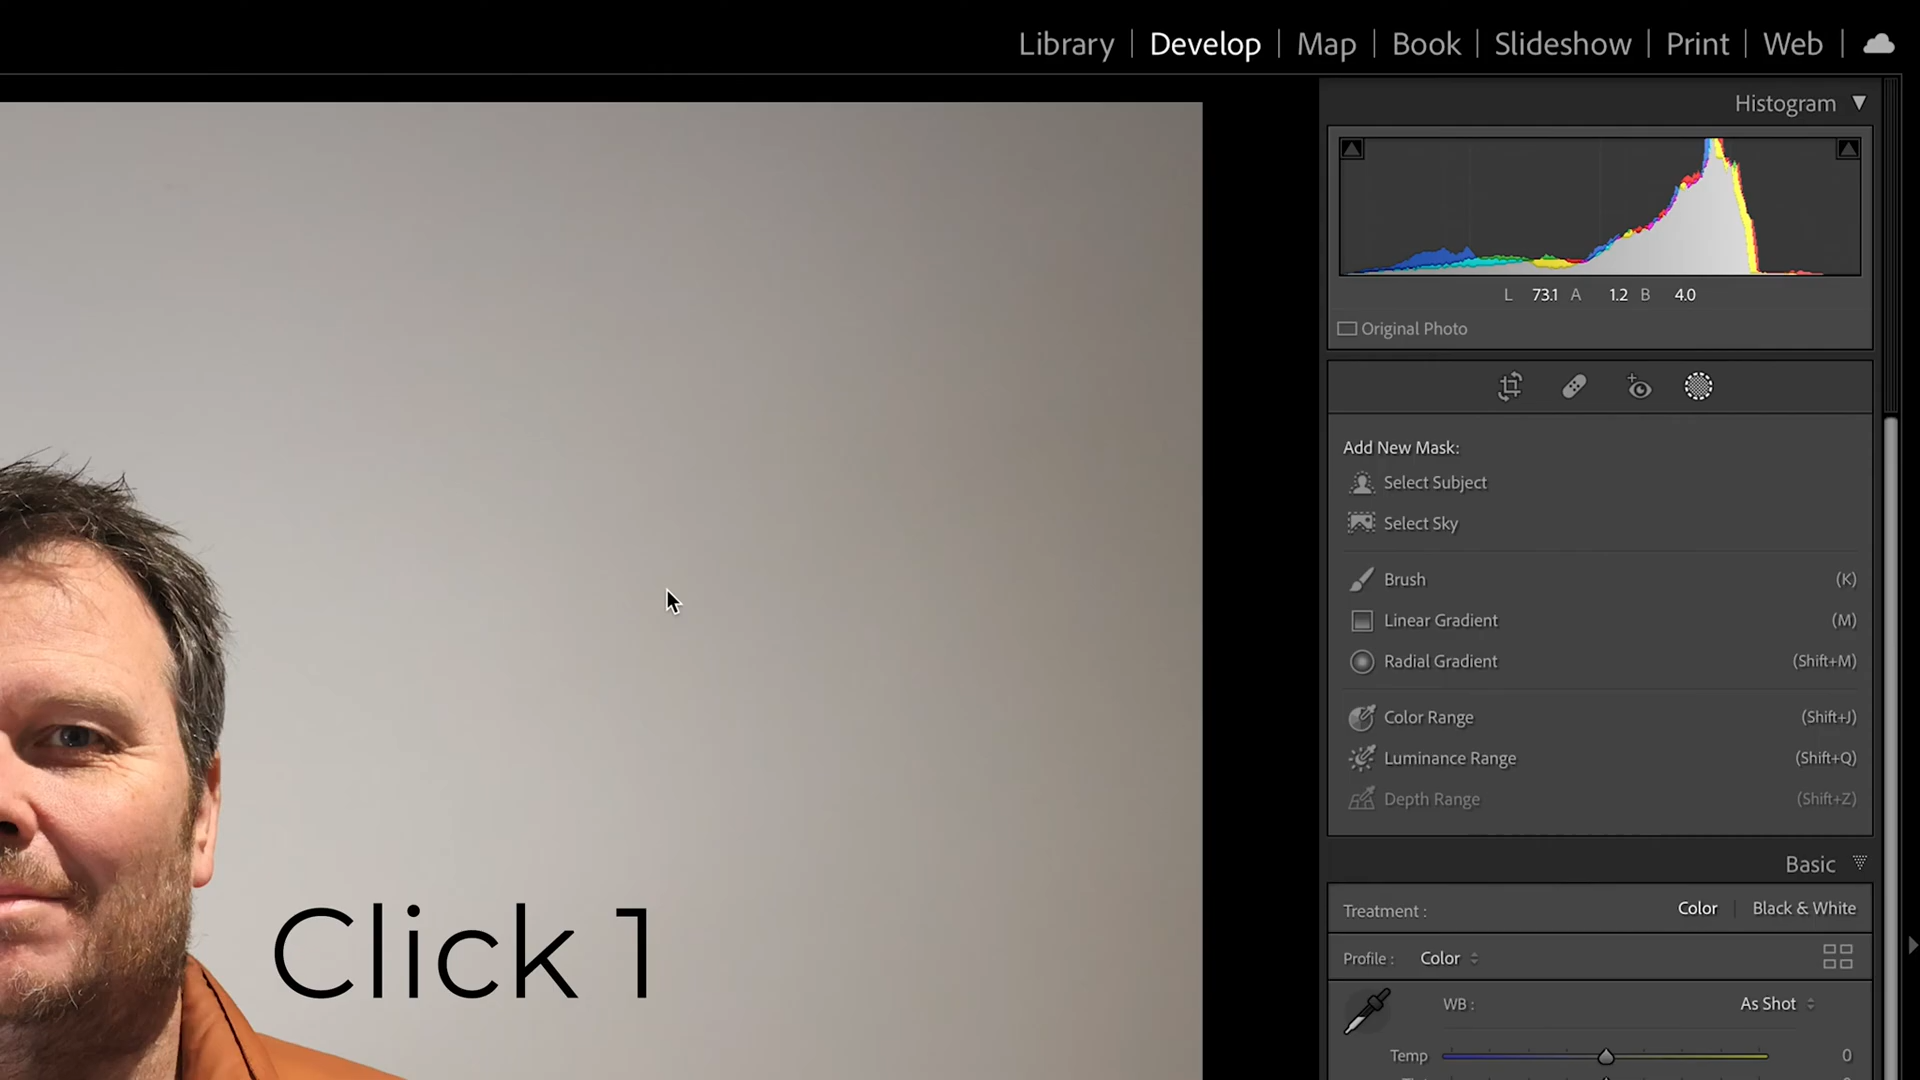 Library | Develop | Map | Book | Slideshow | Print | Web |
Histogram
L 73.1 A 1.2 B 4.0
Original Photo
Add New Mask:
Select Subject
Select Sky
Brush (K)
Linear Gradient (M)
Radial Gradient (Shift+M)
Color Range (Shift+J)
Luminance Range (Shift+Q)
Depth Range (Shift+Z)
Basic
Treatment : Color | Black & White
Profile : Color
WB : As Shot
Temp 0
Click 1